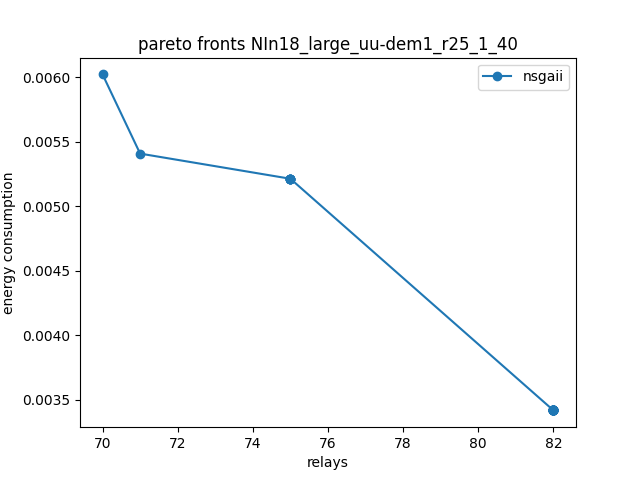 pareto fronts NIn18_large_uu-dem1_r25_1_40
nsgaii
energy consumption
0.0060
0.0055
0.0050
0.0045
0.0040
0.0035
70 72 74 76 78 80 82
relays